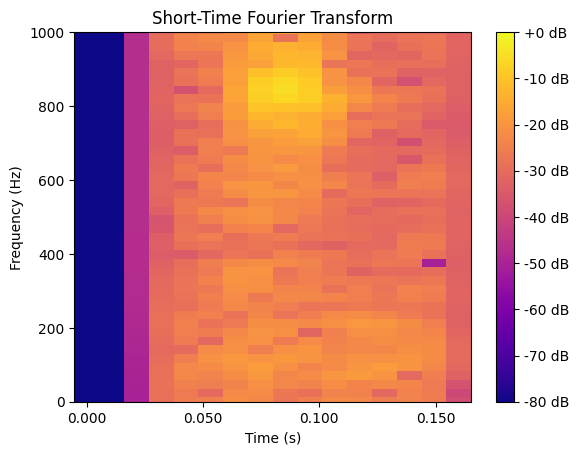 Short-Time Fourier Transform
1000
800
600
400
200
0
Frequency (Hz)
0.000
0.050
0.100
0.150
Time (s)
+0 dB
-10 dB
-20 dB
-30 dB
-40 dB
-50 dB
-60 dB
-70 dB
-80 dB